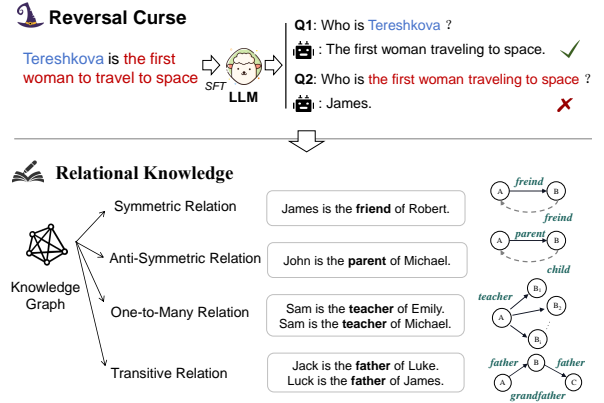 Reversal Curse
Tereshkova is the first
woman to travel to space
SFT
LLM
Q1: Who is Tereshkova ?
: The first woman traveling to space.
Q2: Who is the first woman traveling to space ?
: James.
Relational Knowledge
Knowledge
Graph
Symmetric Relation
James is the friend of Robert.
A
freind
B
freind
Anti-Symmetric Relation
John is the parent of Michael.
A
parent
B
child
One-to-Many Relation
Sam is the teacher of Emily.
Sam is the teacher of Michael.
teacher
A
B1
B2
Bi
Transitive Relation
Jack is the father of Luke.
Luck is the father of James.
father
B
father
A
C
grandfather